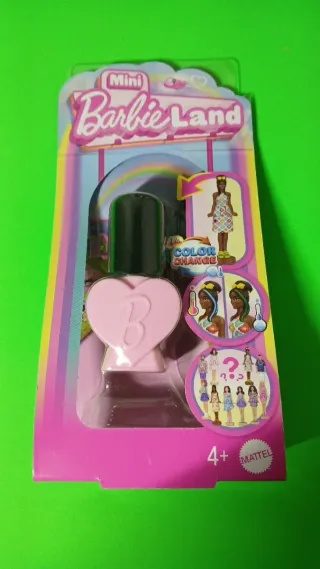 Mini
Barbie Land
COLOR
CHANGE
B
?
? ? ?
4+
MATTEL